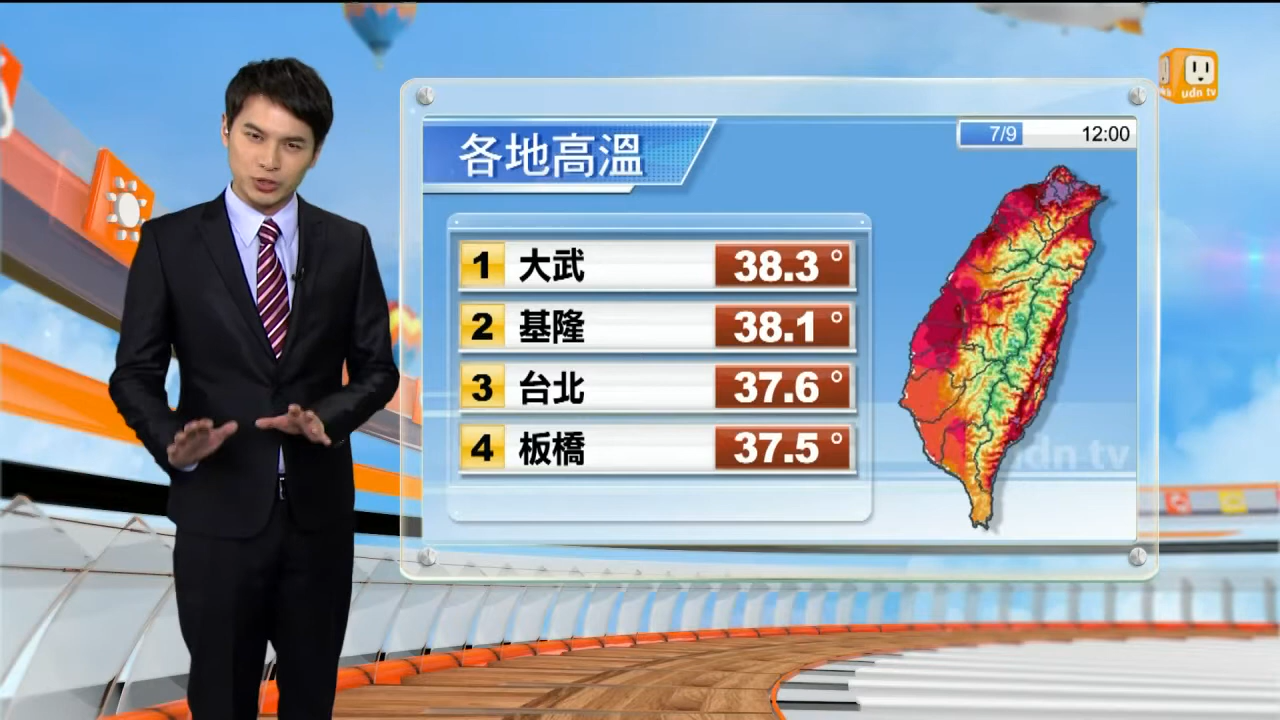 udn tv
各地高溫
7/9 12:00
1 大武 38.3°
2 基隆 38.1°
3 台北 37.6°
4 板橋 37.5°
udn tv